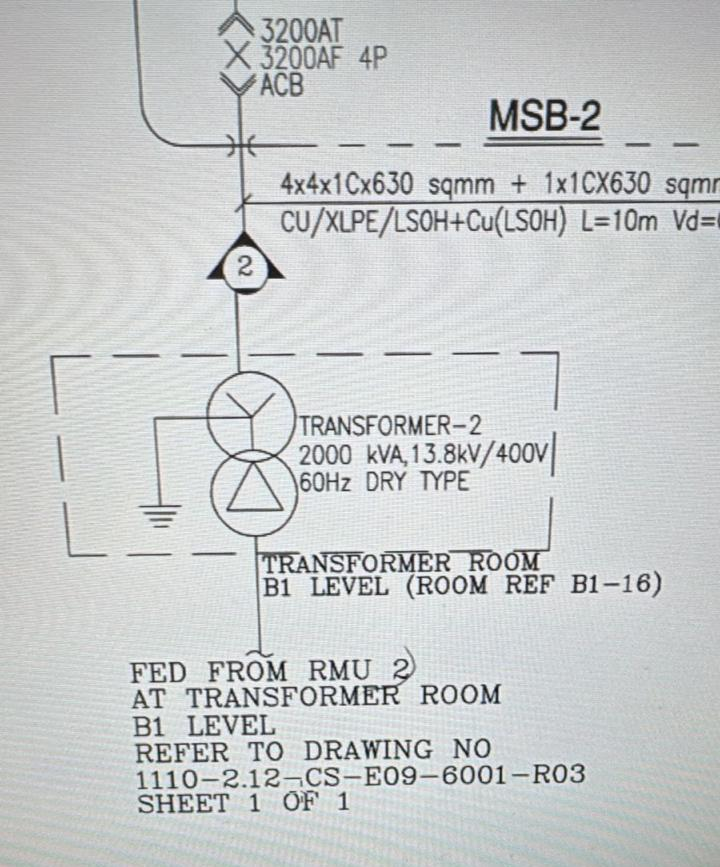 3200AT
3200AF 4P
ACB
MSB-2
4x4x1Cx630 sqmm + 1x1CX630
CU/XLPE/LSOH+Cu(LSOH) L=10m
2
TRANSFORMER-2
2000 kVA,13.8kV/400V
60Hz DRY TYPE
TRANSFORMER ROOM
B1 LEVEL (ROOM REF B1-16)
FED FROM RMU 2
AT TRANSFORMER ROOM
B1 LEVEL
REFER TO DRAWING NO
1110-2.12-CS-E09-6001-R03
SHEET 1 OF 1